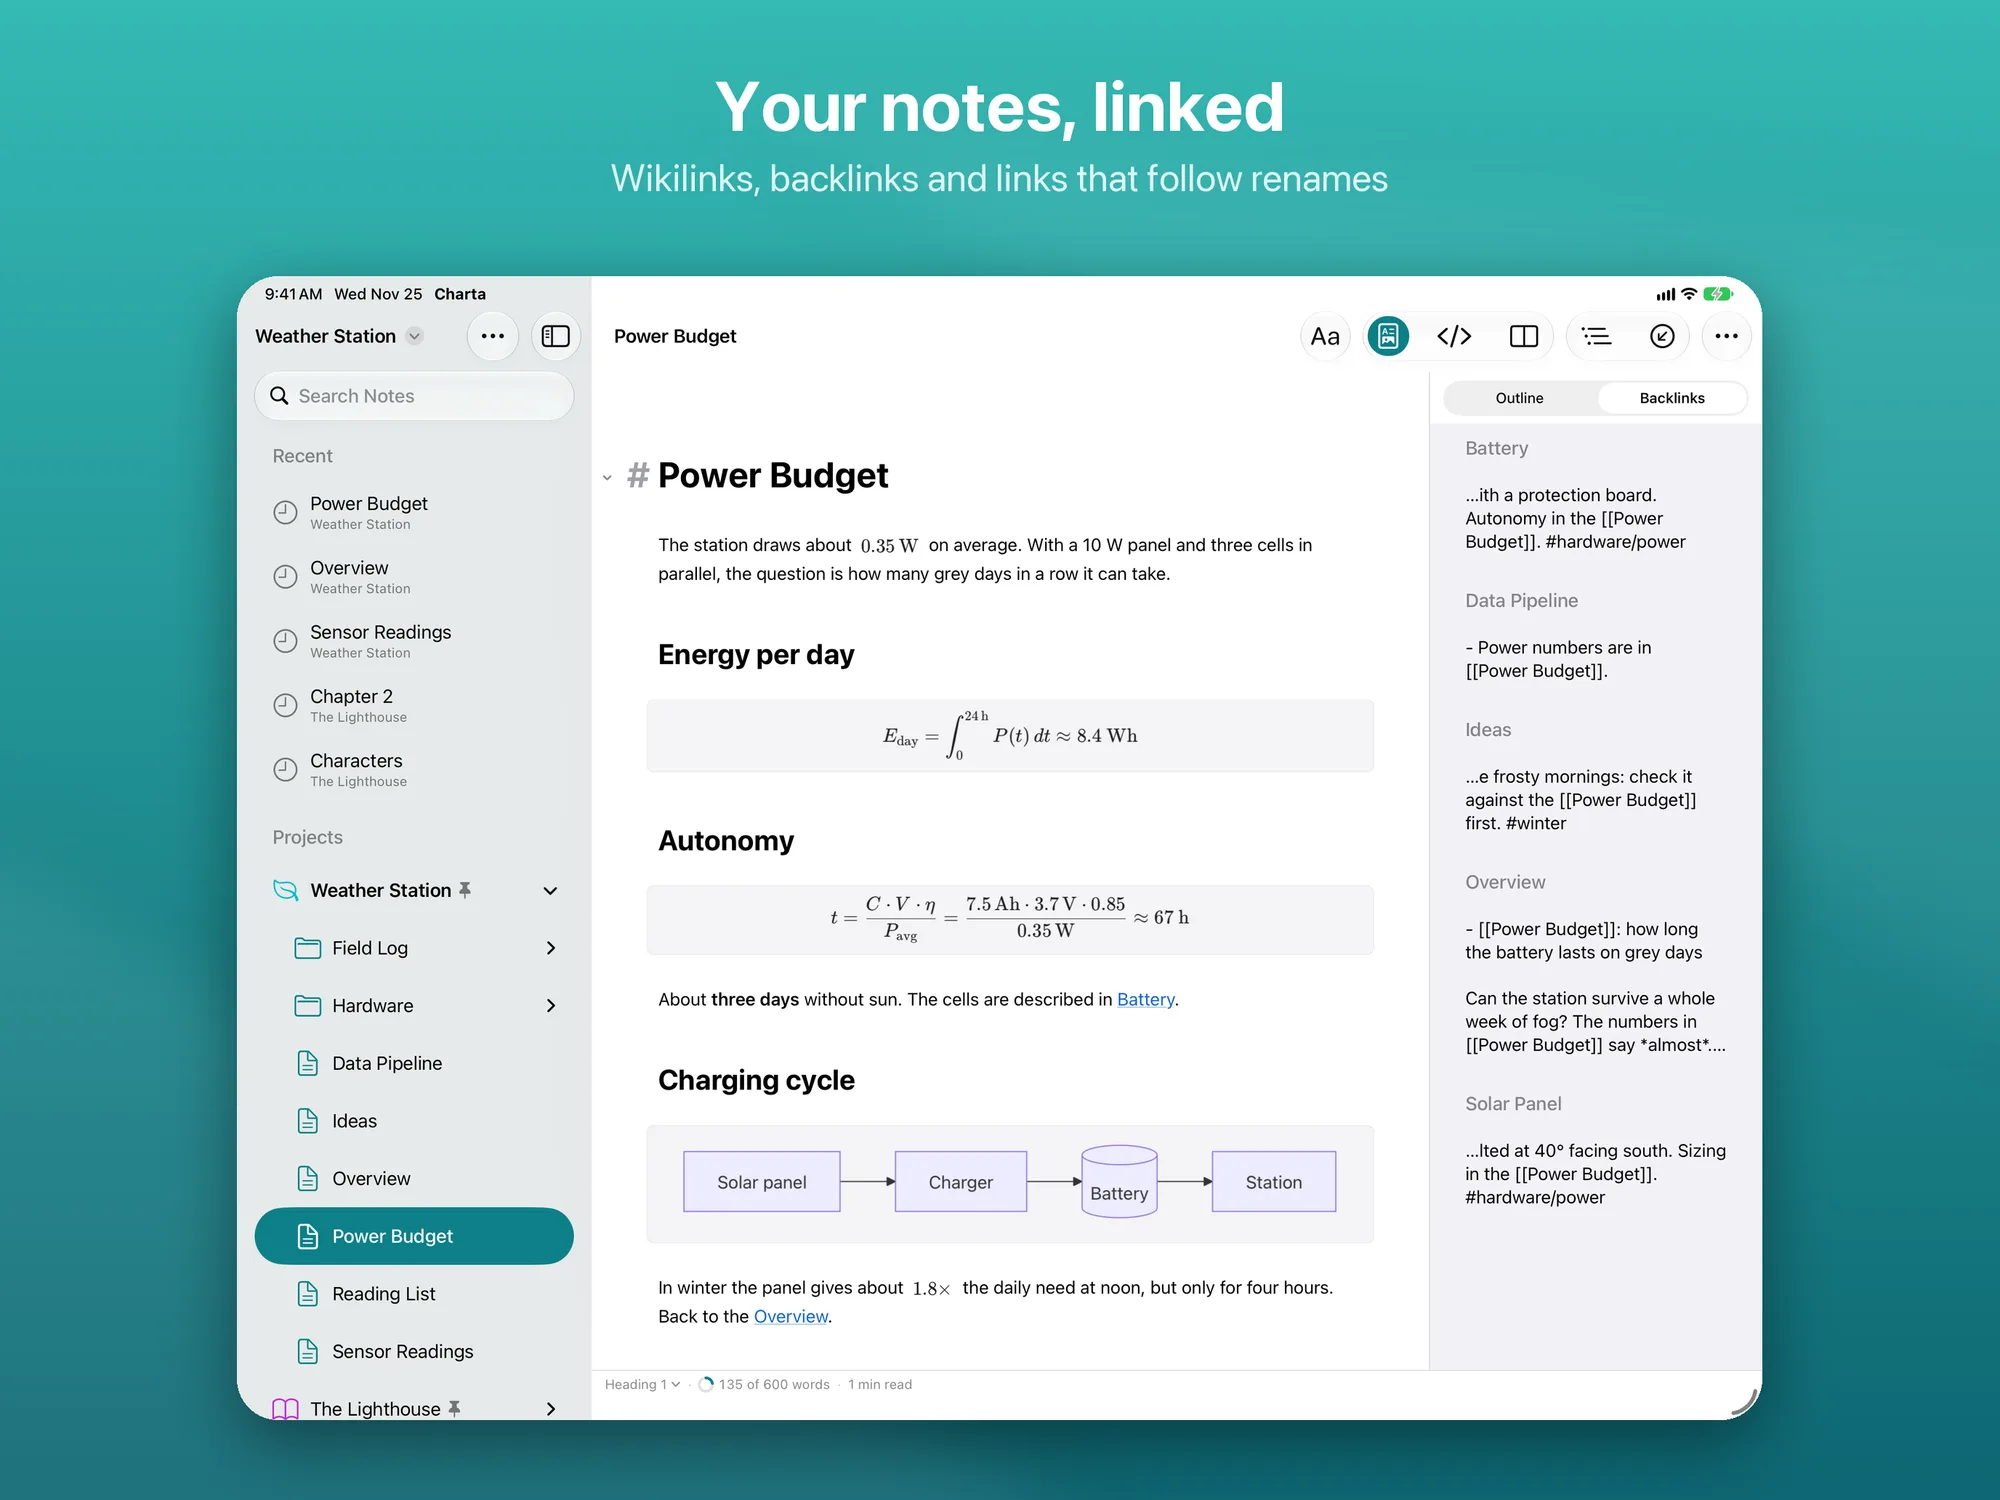 Your notes, linked
Wikilinks, backlinks and links that follow renames
9:41 AM Wed Nov 25 Charta
Weather Station
Search Notes
Recent
Power Budget
Weather Station
Overview
Weather Station
Sensor Readings
Weather Station
Chapter 2
The Lighthouse
Characters
The Lighthouse
Projects
Weather Station
Field Log
Hardware
Data Pipeline
Ideas
Overview
Power Budget
Reading List
Sensor Readings
The Lighthouse
Power Budget
Aa
</>
# Power Budget
The station draws about 0.35 W on average. With a 10 W panel and three cells in
parallel, the question is how many grey days in a row it can take.
Energy per day
E_day = ∫_0^{24 h} P(t) dt ≈ 8.4 Wh
Autonomy
t = (C · V · η) / P_avg = (7.5 Ah · 3.7 V · 0.85) / 0.35 W ≈ 67 h
About three days without sun. The cells are described in Battery.
Charging cycle
Solar panel
Charger
Battery
Station
In winter the panel gives about 1.8× the daily need at noon, but only for four hours.
Back to the Overview.
Heading 1 · 135 of 600 words · 1 min read
Outline
Backlinks
Battery
...ith a protection board.
Autonomy in the [[Power
Budget]]. #hardware/power
Data Pipeline
- Power numbers are in
[[Power Budget]].
Ideas
...e frosty mornings: check it
against the [[Power Budget]]
first. #winter
Overview
- [[Power Budget]]: how long
the battery lasts on grey days
Can the station survive a whole
week of fog? The numbers in
[[Power Budget]] say *almost*....
Solar Panel
...lted at 40° facing south. Sizing
in the [[Power Budget]].
#hardware/power